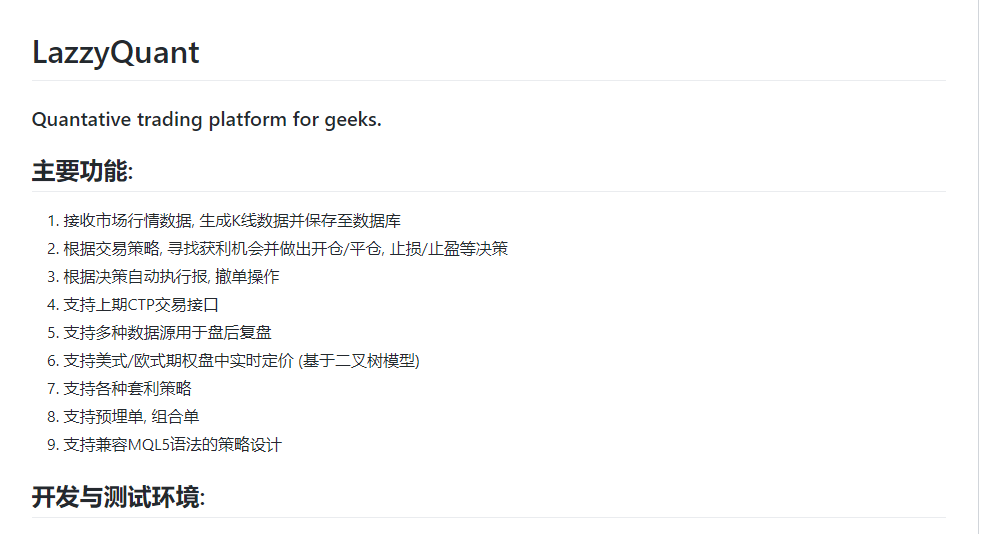 LazzyQuant
Quantative trading platform for geeks.
主要功能:
1. 接收市场行情数据, 生成K线数据并保存至数据库
2. 根据交易策略, 寻找获利机会并做出开仓/平仓, 止损/止盈等决策
3. 根据决策自动执行报, 撤单操作
4. 支持上期CTP交易接口
5. 支持多种数据源用于盘后复盘
6. 支持美式/欧式期权盘中实时定价 (基于二叉树模型)
7. 支持各种套利策略
8. 支持预埋单, 组合单
9. 支持兼容MQL5语法的策略设计
开发与测试环境: